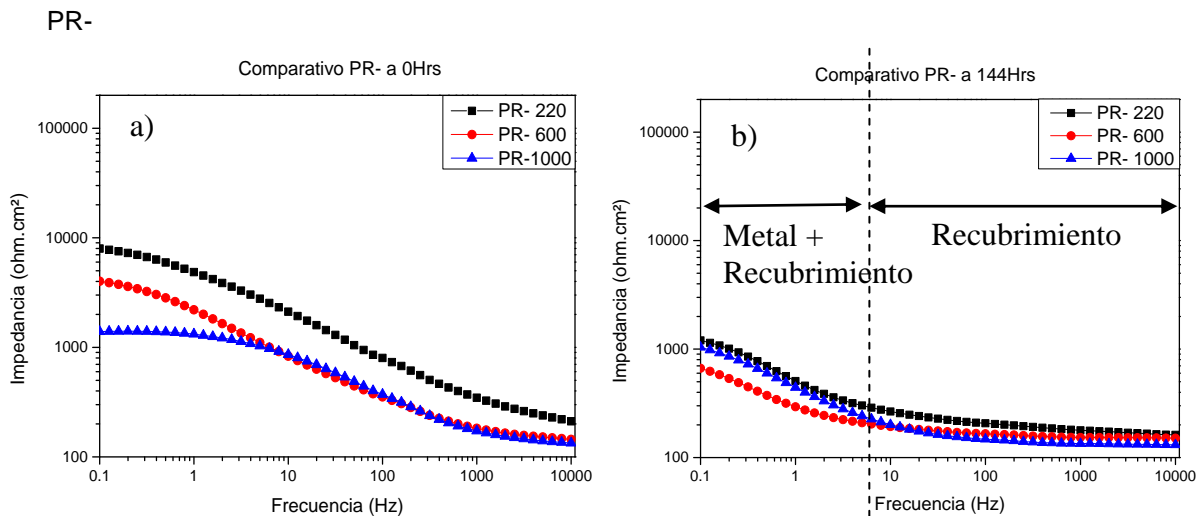 PR-
Comparativo PR- a 0Hrs
a)
PR- 220
PR- 600
PR-1000
100000
10000
1000
100
0.1 1 10 100 1000 10000
Impedancia (ohm.cm²)
Frecuencia (Hz)
Comparativo PR- a 144Hrs
b)
PR- 220
PR- 600
PR- 1000
Metal +
Recubrimiento
Recubrimiento
100000
10000
1000
100
0.1 1 10 100 1000 10000
Impedancia (ohm.cm²)
Frecuencia (Hz)